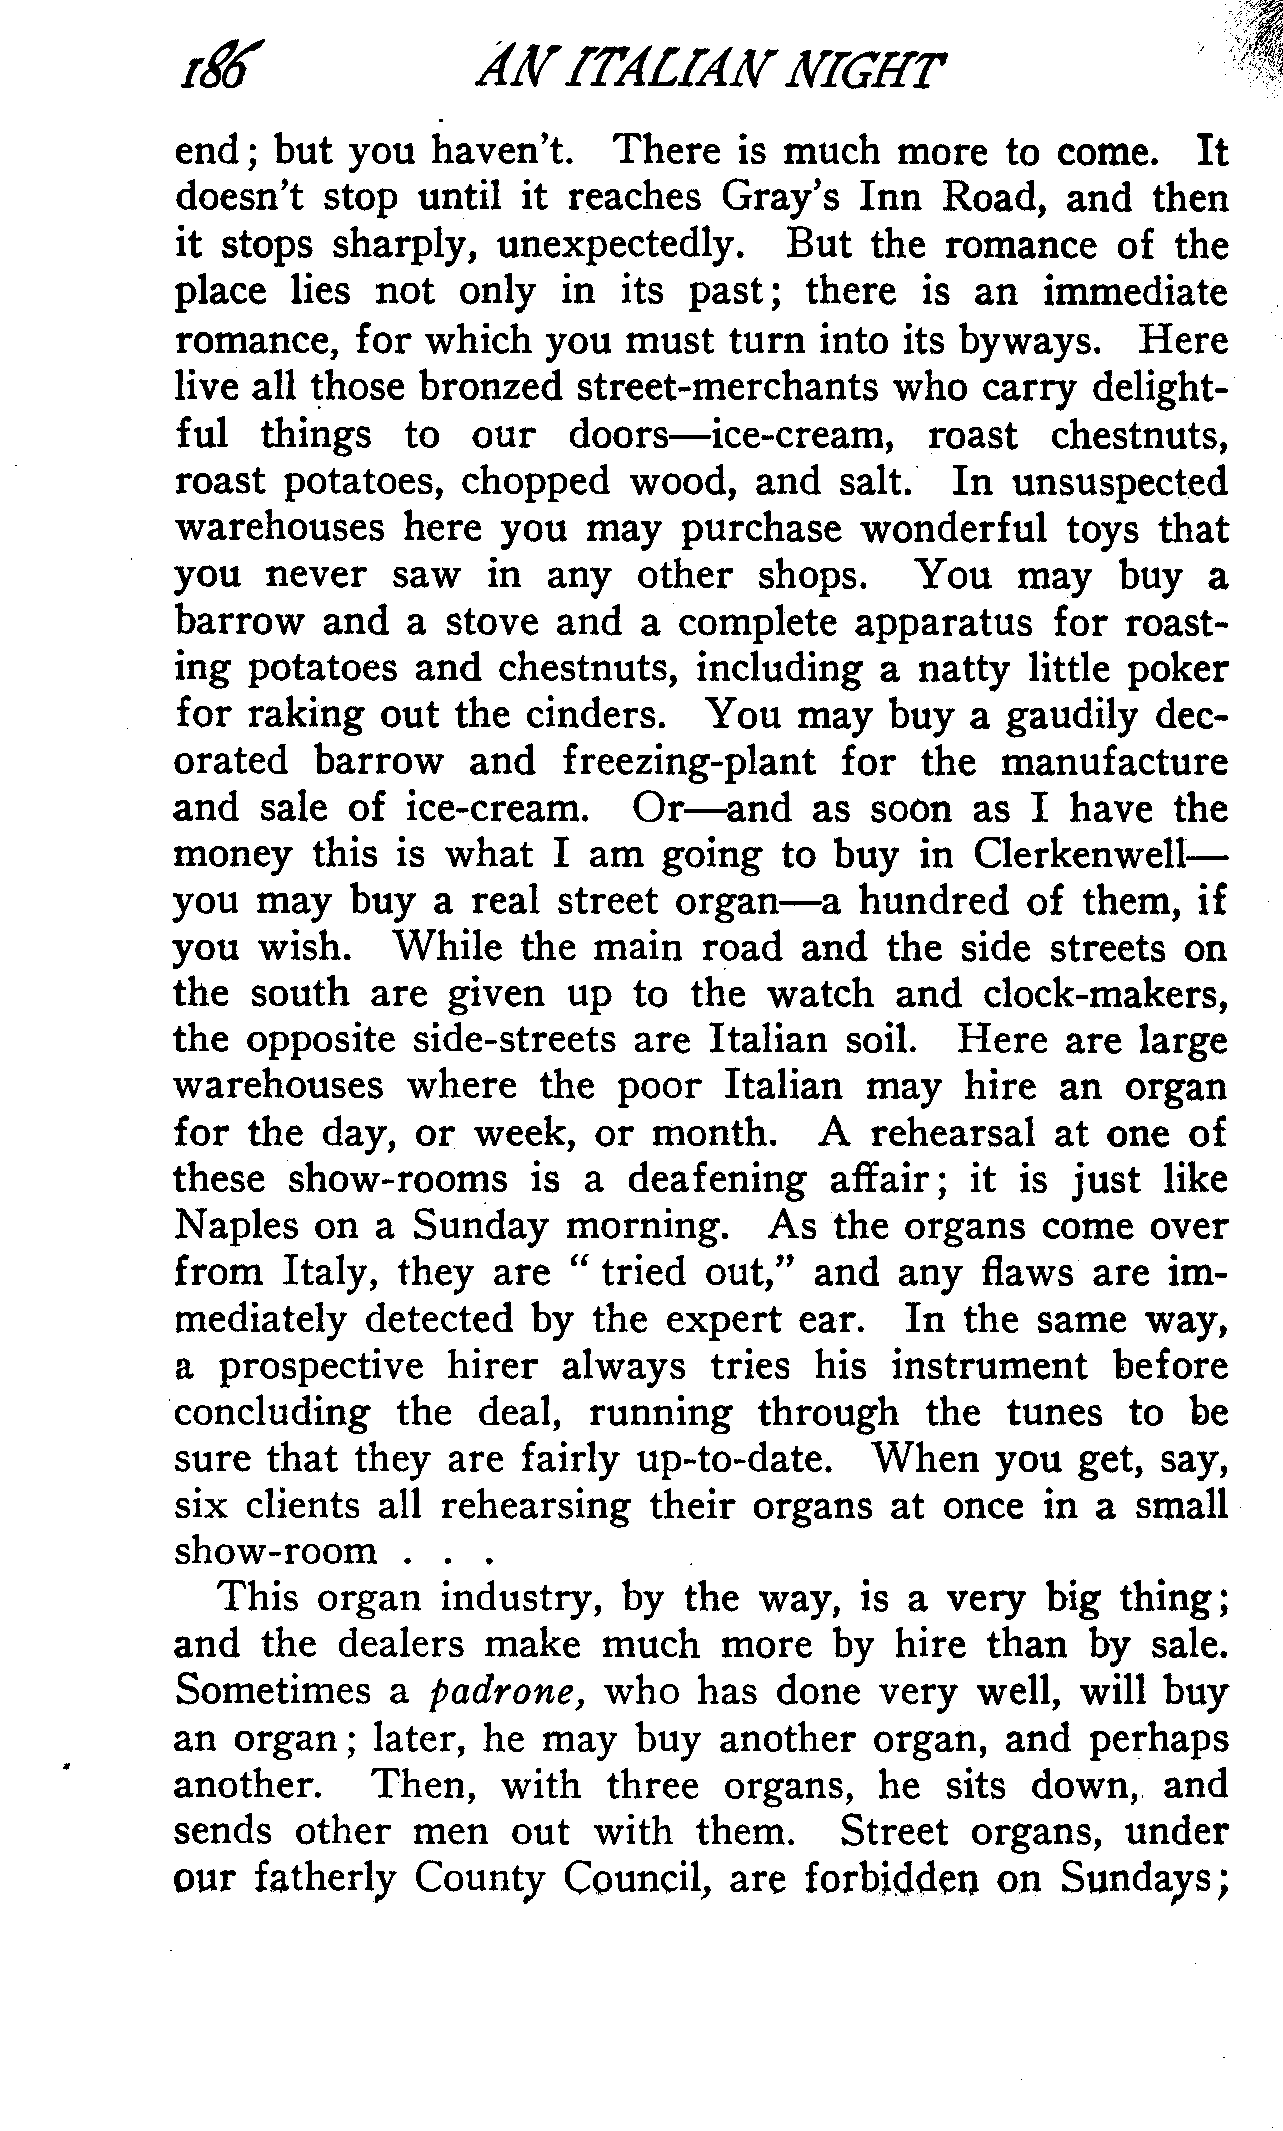 186 AN ITALIAN NIGHT
end; but you haven't. There is much more to come. It
doesn't stop until it reaches Gray's Inn Road, and then
it stops sharply, unexpectedly. But the romance of the
place lies not only in its past; there is an immediate
romance, for which you must turn into its byways. Here
live all those bronzed street-merchants who carry delight-
ful things to our doors—ice-cream, roast chestnuts,
roast potatoes, chopped wood, and salt. In unsuspected
warehouses here you may purchase wonderful toys that
you never saw in any other shops. You may buy a
barrow and a stove and a complete apparatus for roast-
ing potatoes and chestnuts, including a natty little poker
for raking out the cinders. You may buy a gaudily dec-
orated barrow and freezing-plant for the manufacture
and sale of ice-cream. Or—and as soon as I have the
money this is what I am going to buy in Clerkenwell—
you may buy a real street organ—a hundred of them, if
you wish. While the main road and the side streets on
the south are given up to the watch and clock-makers,
the opposite side-streets are Italian soil. Here are large
warehouses where the poor Italian may hire an organ
for the day, or week, or month. A rehearsal at one of
these show-rooms is a deafening affair; it is just like
Naples on a Sunday morning. As the organs come over
from Italy, they are "tried out," and any flaws are im-
mediately detected by the expert ear. In the same way,
a prospective hirer always tries his instrument before
concluding the deal, running through the tunes to be
sure that they are fairly up-to-date. When you get, say,
six clients all rehearsing their organs at once in a small
show-room . . .
This organ industry, by the way, is a very big thing;
and the dealers make much more by hire than by sale.
Sometimes a padrone, who has done very well, will buy
an organ; later, he may buy another organ, and perhaps
another. Then, with three organs, he sits down, and
sends other men out with them. Street organs, under
our fatherly County Council, are forbidden on Sundays;